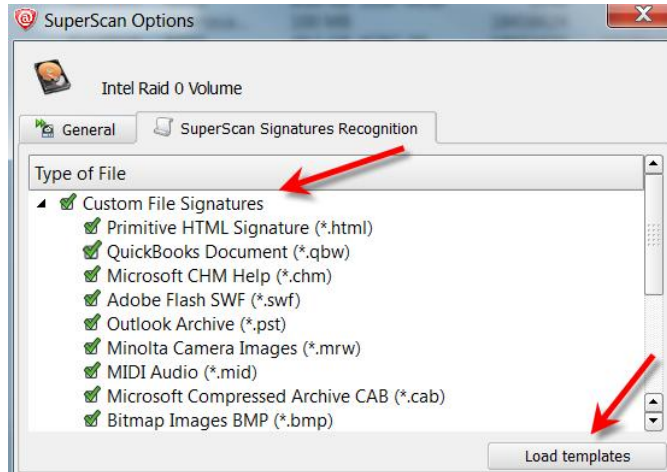 SuperScan Options
Intel Raid 0 Volume
General
SuperScan Signatures Recognition
Type of File
Custom File Signatures
Primitive HTML Signature (*.html)
QuickBooks Document (*.qbw)
Microsoft CHM Help (*.chm)
Adobe Flash SWF (*.swf)
Outlook Archive (*.pst)
Minolta Camera Images (*.mrw)
MIDI Audio (*.mid)
Microsoft Compressed Archive CAB (*.cab)
Bitmap Images BMP (*.bmp)
Load templates